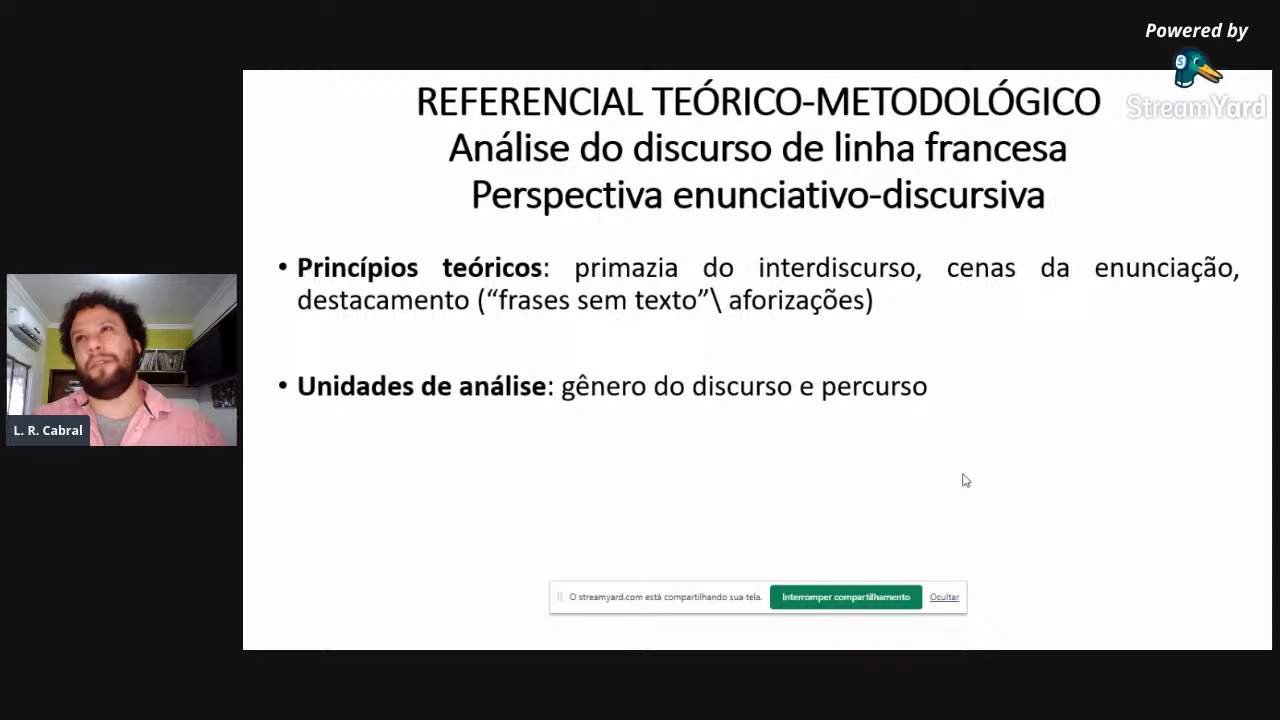 Powered by
StreamYard
REFERENCIAL TEÓRICO-METODOLÓGICO
Análise do discurso de linha francesa
Perspectiva enunciativo-discursiva
• Princípios teóricos: primazia do interdiscurso, cenas da enunciação,
destacamento (“frases sem texto”\ aforizações)
• Unidades de análise: gênero do discurso e percurso
L. R. Cabral
O streamyard.com está compartilhando sua tela.
Interromper compartilhamento
Ocultar